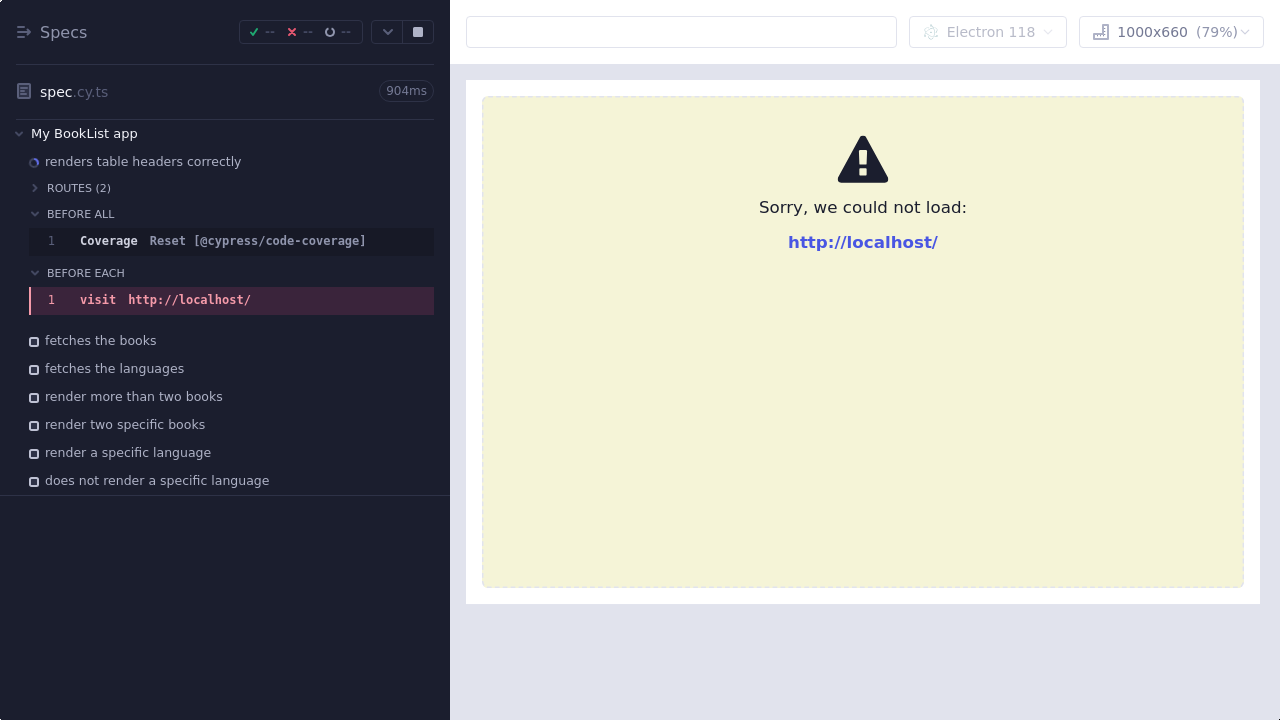 Specs
--
--
--
spec.cy.ts
904ms
My BookList app
renders table headers correctly
ROUTES (2)
BEFORE ALL
1 Coverage Reset [@cypress/code-coverage]
BEFORE EACH
1 visit http://localhost/
fetches the books
fetches the languages
render more than two books
render two specific books
render a specific language
does not render a specific language
Electron 118
1000x660 (79%)
Sorry, we could not load:
http://localhost/